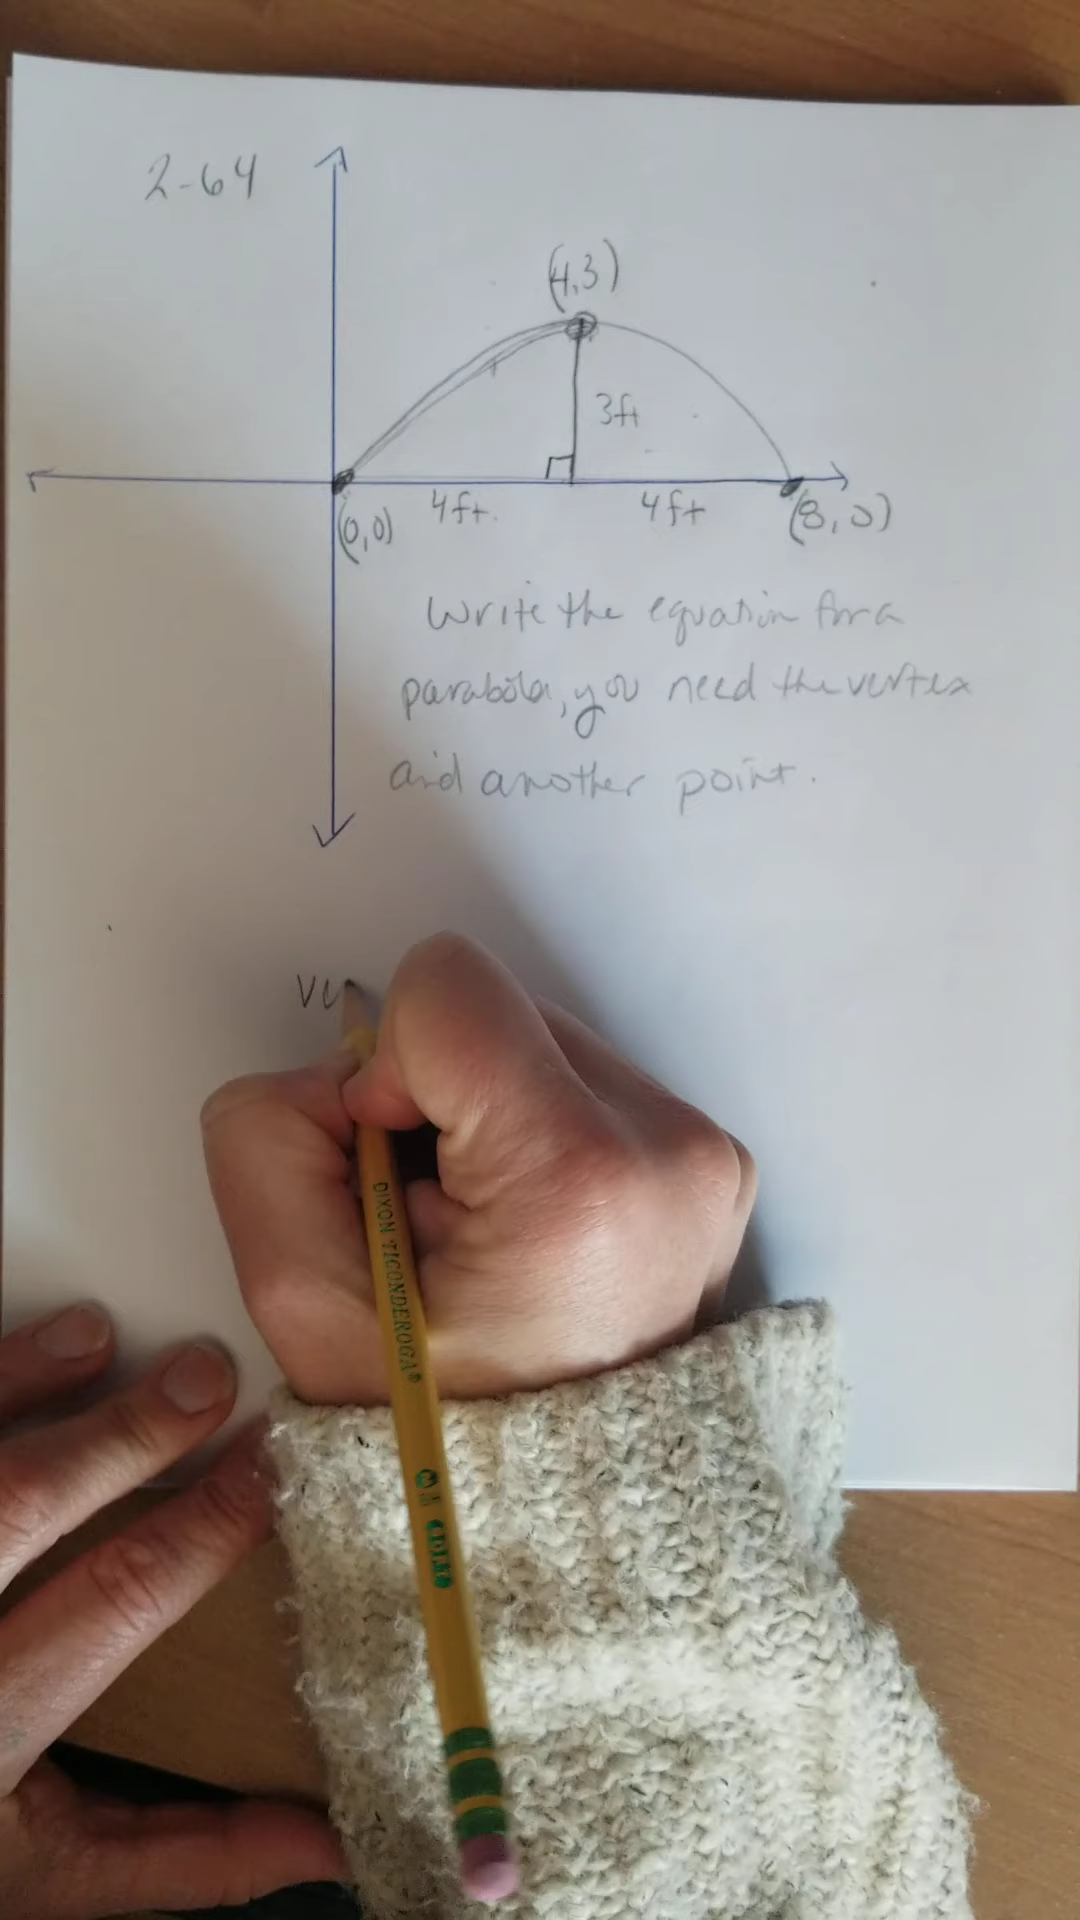 2-64
(4,3)
3ft
4ft.
4ft
(0,0)
(8,0)
Write the equation for a
parabola, you need the vertex
and another point.
DIXON TICONDEROGA®